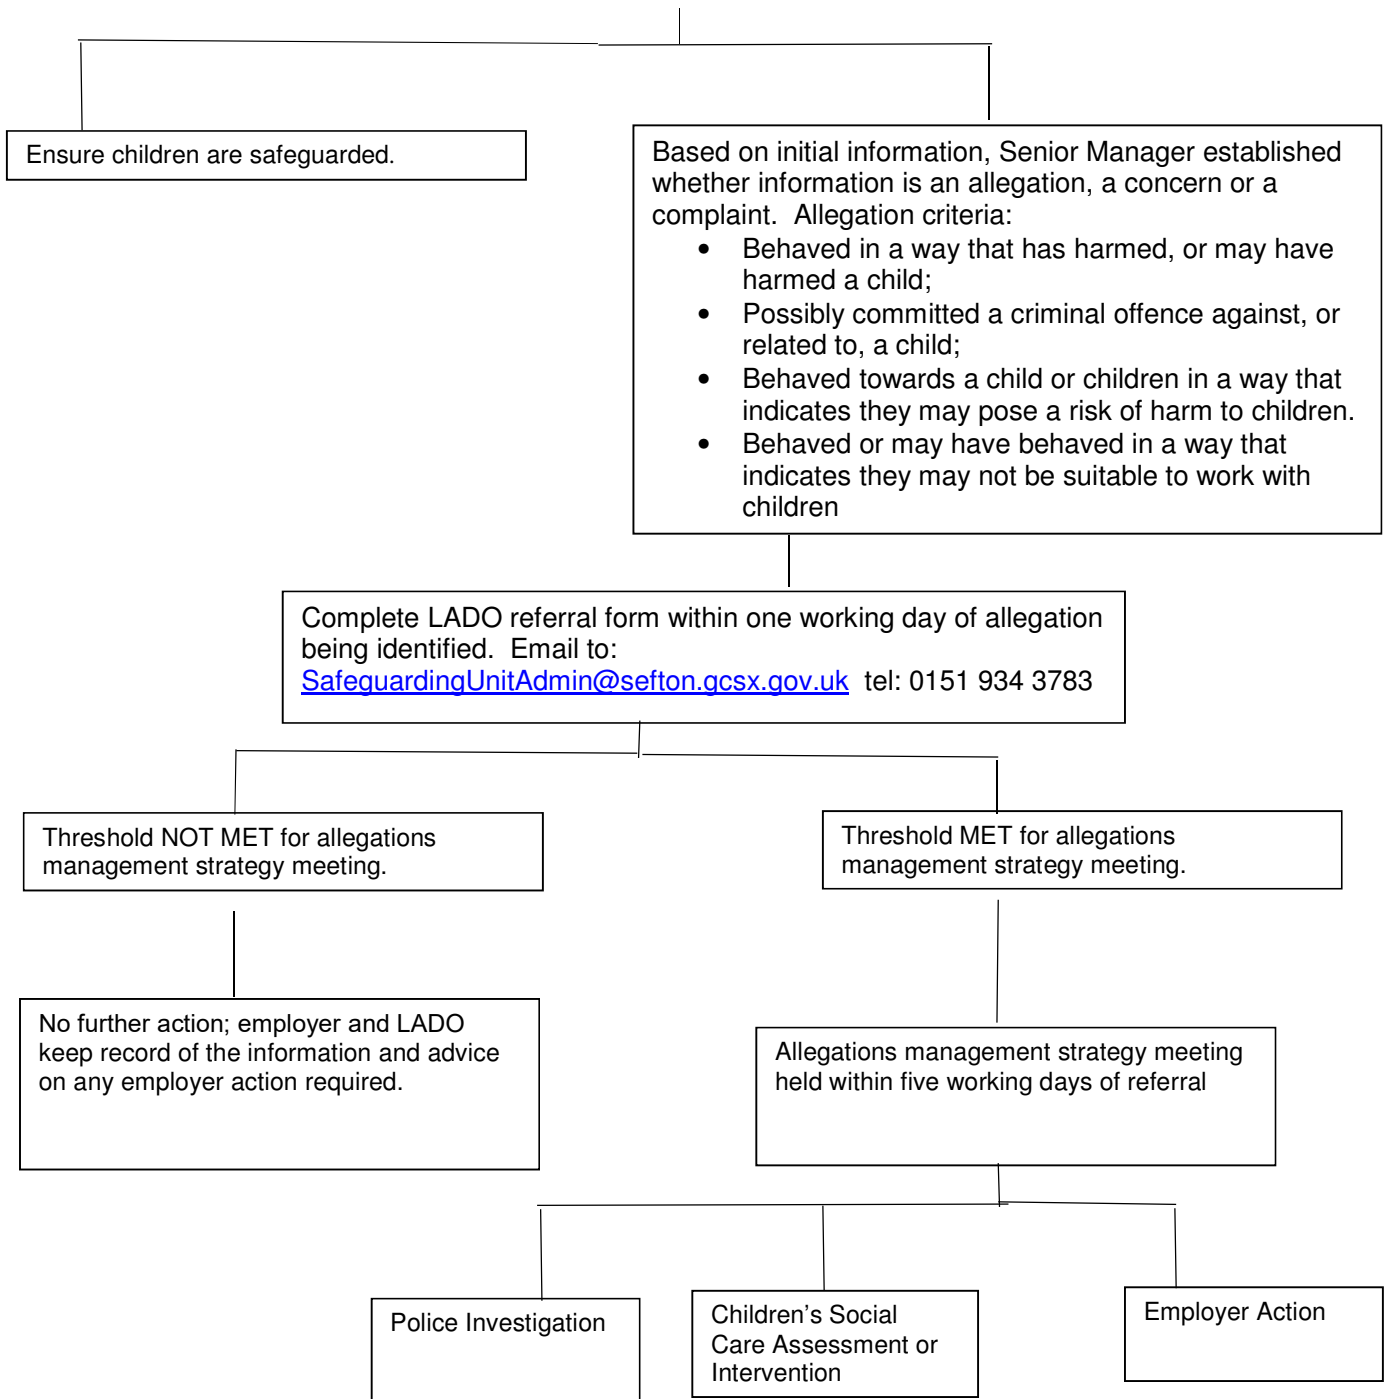 Ensure children are safeguarded.
Based on initial information, Senior Manager established
whether information is an allegation, a concern or a
complaint.  Allegation criteria:
• Behaved in a way that has harmed, or may have
harmed a child;
• Possibly committed a criminal offence against, or
related to, a child;
• Behaved towards a child or children in a way that
indicates they may pose a risk of harm to children.
• Behaved or may have behaved in a way that
indicates they may not be suitable to work with
children
Complete LADO referral form within one working day of allegation
being identified.  Email to:
SafeguardingUnitAdmin@sefton.gcsx.gov.uk  tel: 0151 934 3783
Threshold NOT MET for allegations
management strategy meeting.
Threshold MET for allegations
management strategy meeting.
No further action; employer and LADO
keep record of the information and advice
on any employer action required.
Allegations management strategy meeting
held within five working days of referral
Police Investigation
Children's Social
Care Assessment or
Intervention
Employer Action